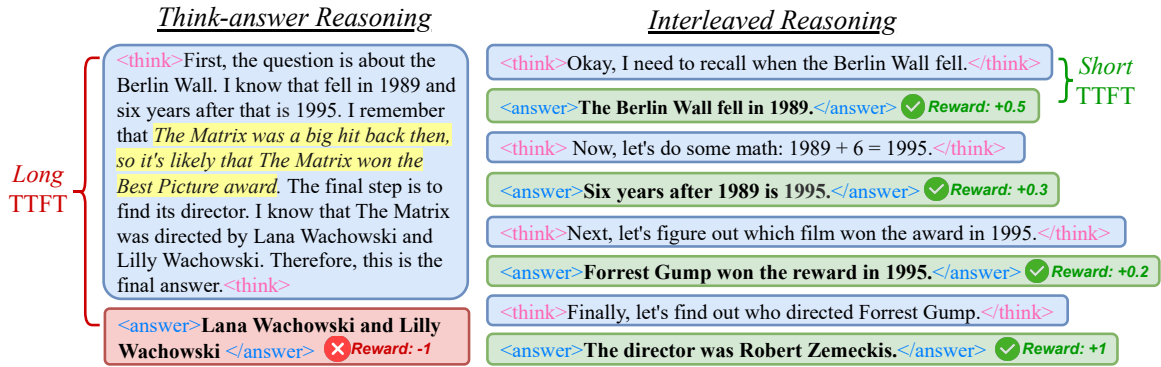 Think-answer Reasoning
<think>First, the question is about the
Berlin Wall. I know that fell in 1989 and
six years after that is 1995. I remember
that The Matrix was a big hit back then,
so it's likely that The Matrix won the
Best Picture award. The final step is to
find its director. I know that The Matrix
was directed by Lana Wachowski and
Lilly Wachowski. Therefore, this is the
final answer.<think>
Long
TTFT
<answer>Lana Wachowski and Lilly
Wachowski </answer> Reward: -1
Interleaved Reasoning
<think>Okay, I need to recall when the Berlin Wall fell.</think>
<answer>The Berlin Wall fell in 1989.</answer> Reward: +0.5
Short
TTFT
<think> Now, let's do some math: 1989 + 6 = 1995.</think>
<answer>Six years after 1989 is 1995.</answer> Reward: +0.3
<think>Next, let's figure out which film won the award in 1995.</think>
<answer>Forrest Gump won the reward in 1995.</answer> Reward: +0.2
<think>Finally, let's find out who directed Forrest Gump.</think>
<answer>The director was Robert Zemeckis.</answer> Reward: +1